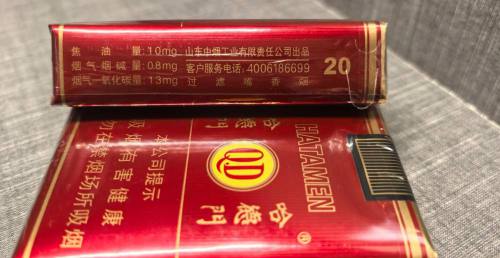 焦油量:10mg 山东中烟工业有限责任公司出品
烟气烟碱量:0.8mg 客户服务电话:4006186699
烟气一氧化碳量:13mg 过滤嘴香烟
20
HATAMEN
®
哈德門
QD
本公司提示
吸烟有害健康
勿在禁烟场所吸烟